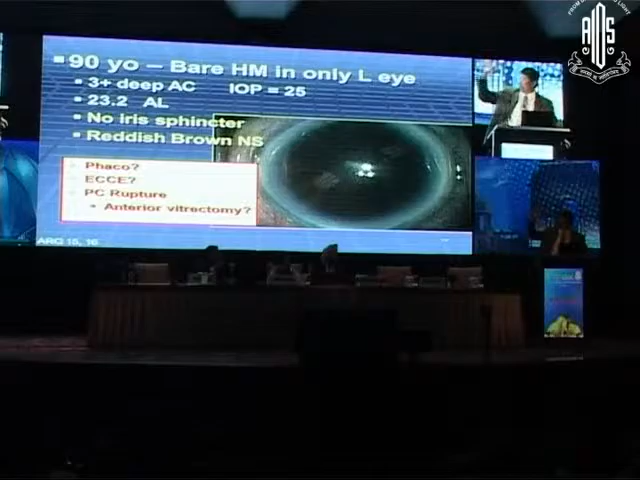 90 yo – Bare HM in only L eye
3+ deep AC IOP = 25
23.2 AL
No iris sphincter
Reddish Brown NS
Phaco?
ECCE?
PC Rupture
Anterior vitrectomy?